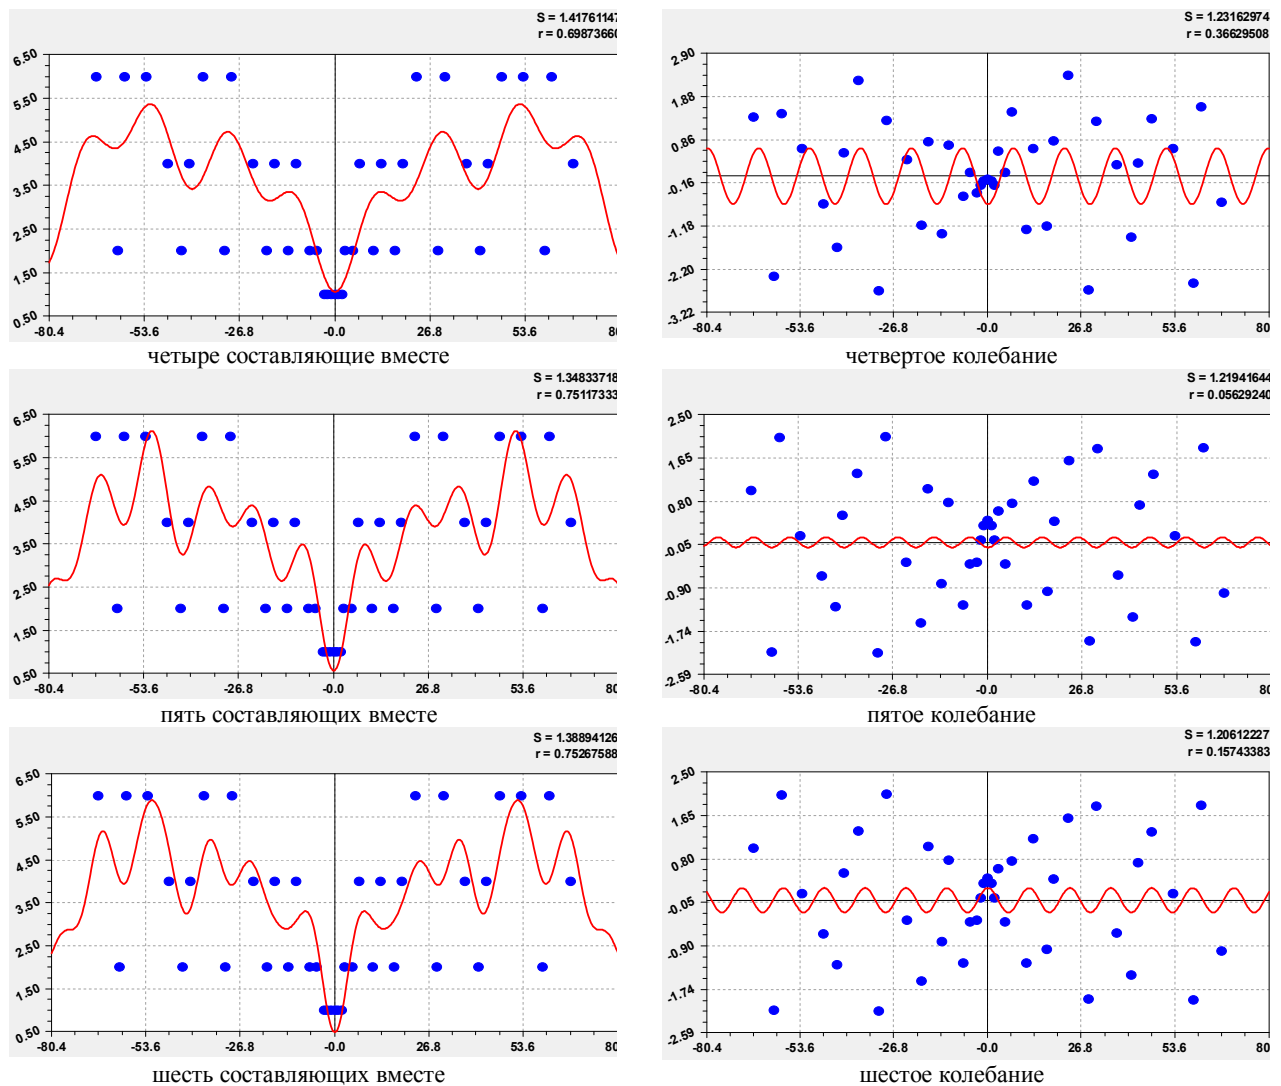 S = 1.41761147
r = 0.69873660
6.50
5.50
4.50
3.50
2.50
1.50
0.50
-80.4 -53.6 -26.8 -0.0 26.8 53.6 80
четыре составляющие вместе
S = 1.23162974
r = 0.36629508
2.90
1.88
0.86
-0.16
-1.18
-2.20
-3.22
-80.4 -53.6 -26.8 -0.0 26.8 53.6 80
четвертое колебание
S = 1.34833718
r = 0.75117333
6.50
5.50
4.50
3.50
2.50
1.50
0.50
-80.4 -53.6 -26.8 -0.0 26.8 53.6 80
пять составляющих вместе
S = 1.21941644
r = 0.05629240
2.50
1.65
0.80
-0.05
-0.90
-1.74
-2.59
-80.4 -53.6 -26.8 -0.0 26.8 53.6 80
пятое колебание
S = 1.38894126
r = 0.75267588
6.50
5.50
4.50
3.50
2.50
1.50
0.50
-80.4 -53.6 -26.8 -0.0 26.8 53.6 80
шесть составляющих вместе
S = 1.20612227
r = 0.15743383
2.50
1.65
0.80
-0.05
-0.90
-1.74
-2.59
-80.4 -53.6 -26.8 -0.0 26.8 53.6 80
шестое колебание